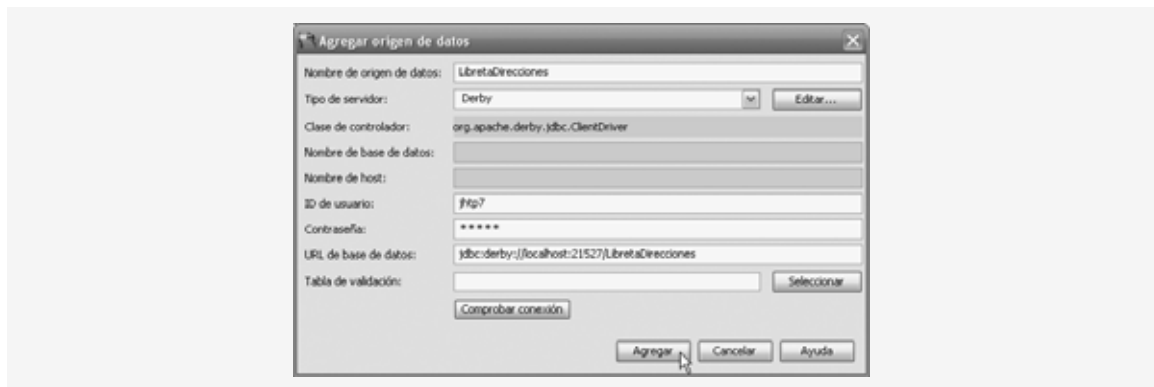 Agregar origen de datos
Nombre de origen de datos: LibretaDirecciones
Tipo de servidor: Derby Editar...
Clase de controlador: org.apache.derby.jdbc.ClientDriver
Nombre de base de datos:
Nombre de host:
ID de usuario: jhtp7
Contraseña: *****
URL de base de datos: jdbc:derby://localhost:21527/LibretaDirecciones
Tabla de validación: Seleccionar
Comprobar conexión
Agregar Cancelar Ayuda